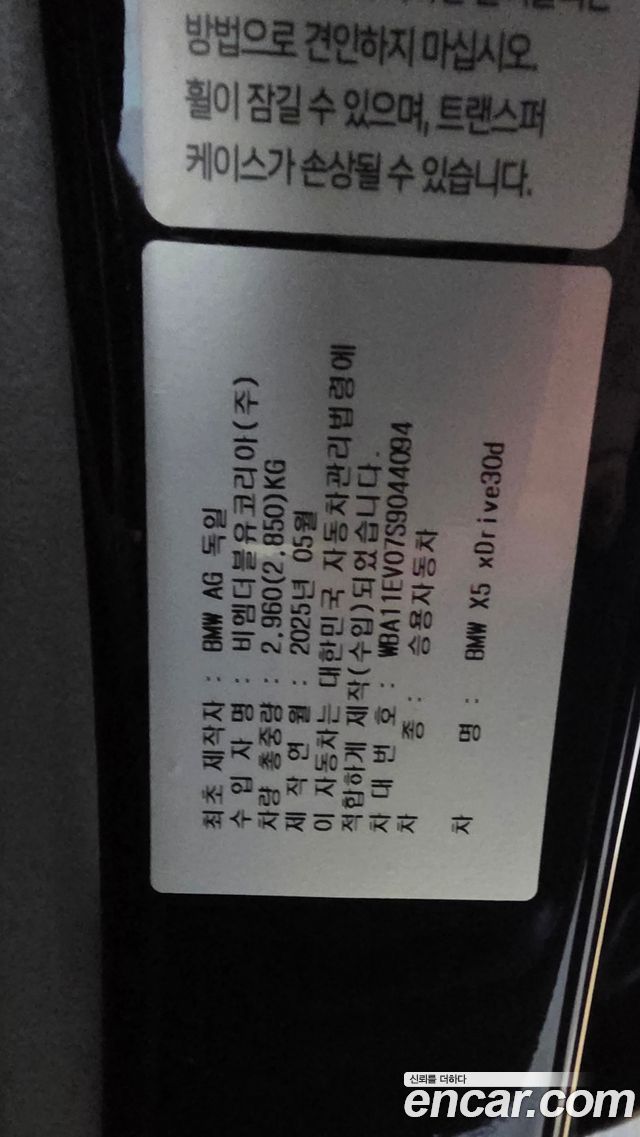 방법으로 견인하지 마십시오.
휠이 잠길 수 있으며, 트랜스퍼
케이스가 손상될 수 있습니다.
최초 제작자 : BMW AG 독일
수 입 자 명 : 비엠더블유코리아(주)
차량 총중량 : 2,960(2,850)KG
제 작 연 월 : 2025년 05월
이 자동차는 대한민국 자동차관리법령에
적합하게 제작(수입)되었습니다.
차 대 번 호 : WBA11EV07S9044094
차 종 : 승용자동차
차 명 : BMW X5 xDrive30d
신뢰를 더하다
encar.com